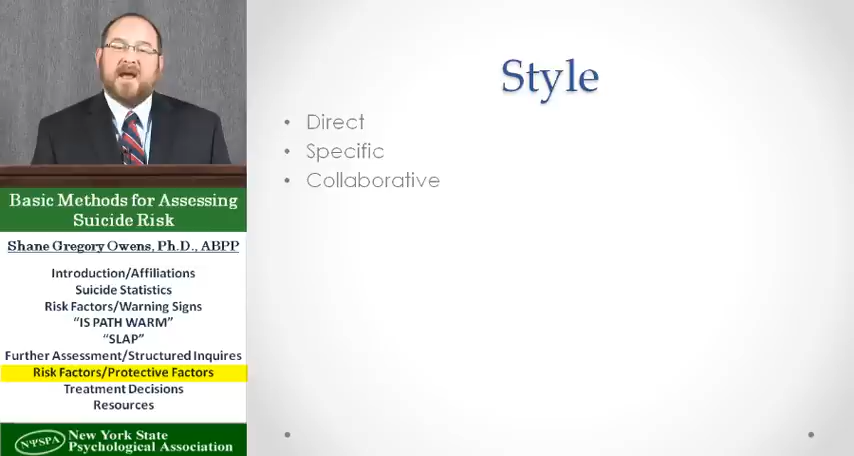 Style
• Direct
• Specific
• Collaborative
Basic Methods for Assessing
Suicide Risk
Shane Gregory Owens, Ph.D., ABPP
Introduction/Affiliations
Suicide Statistics
Risk Factors/Warning Signs
"IS PATH WARM"
"SLAP"
Further Assessment/Structured Inquires
Risk Factors/Protective Factors
Treatment Decisions
Resources
NΨSPA
New York State
Psychological Association